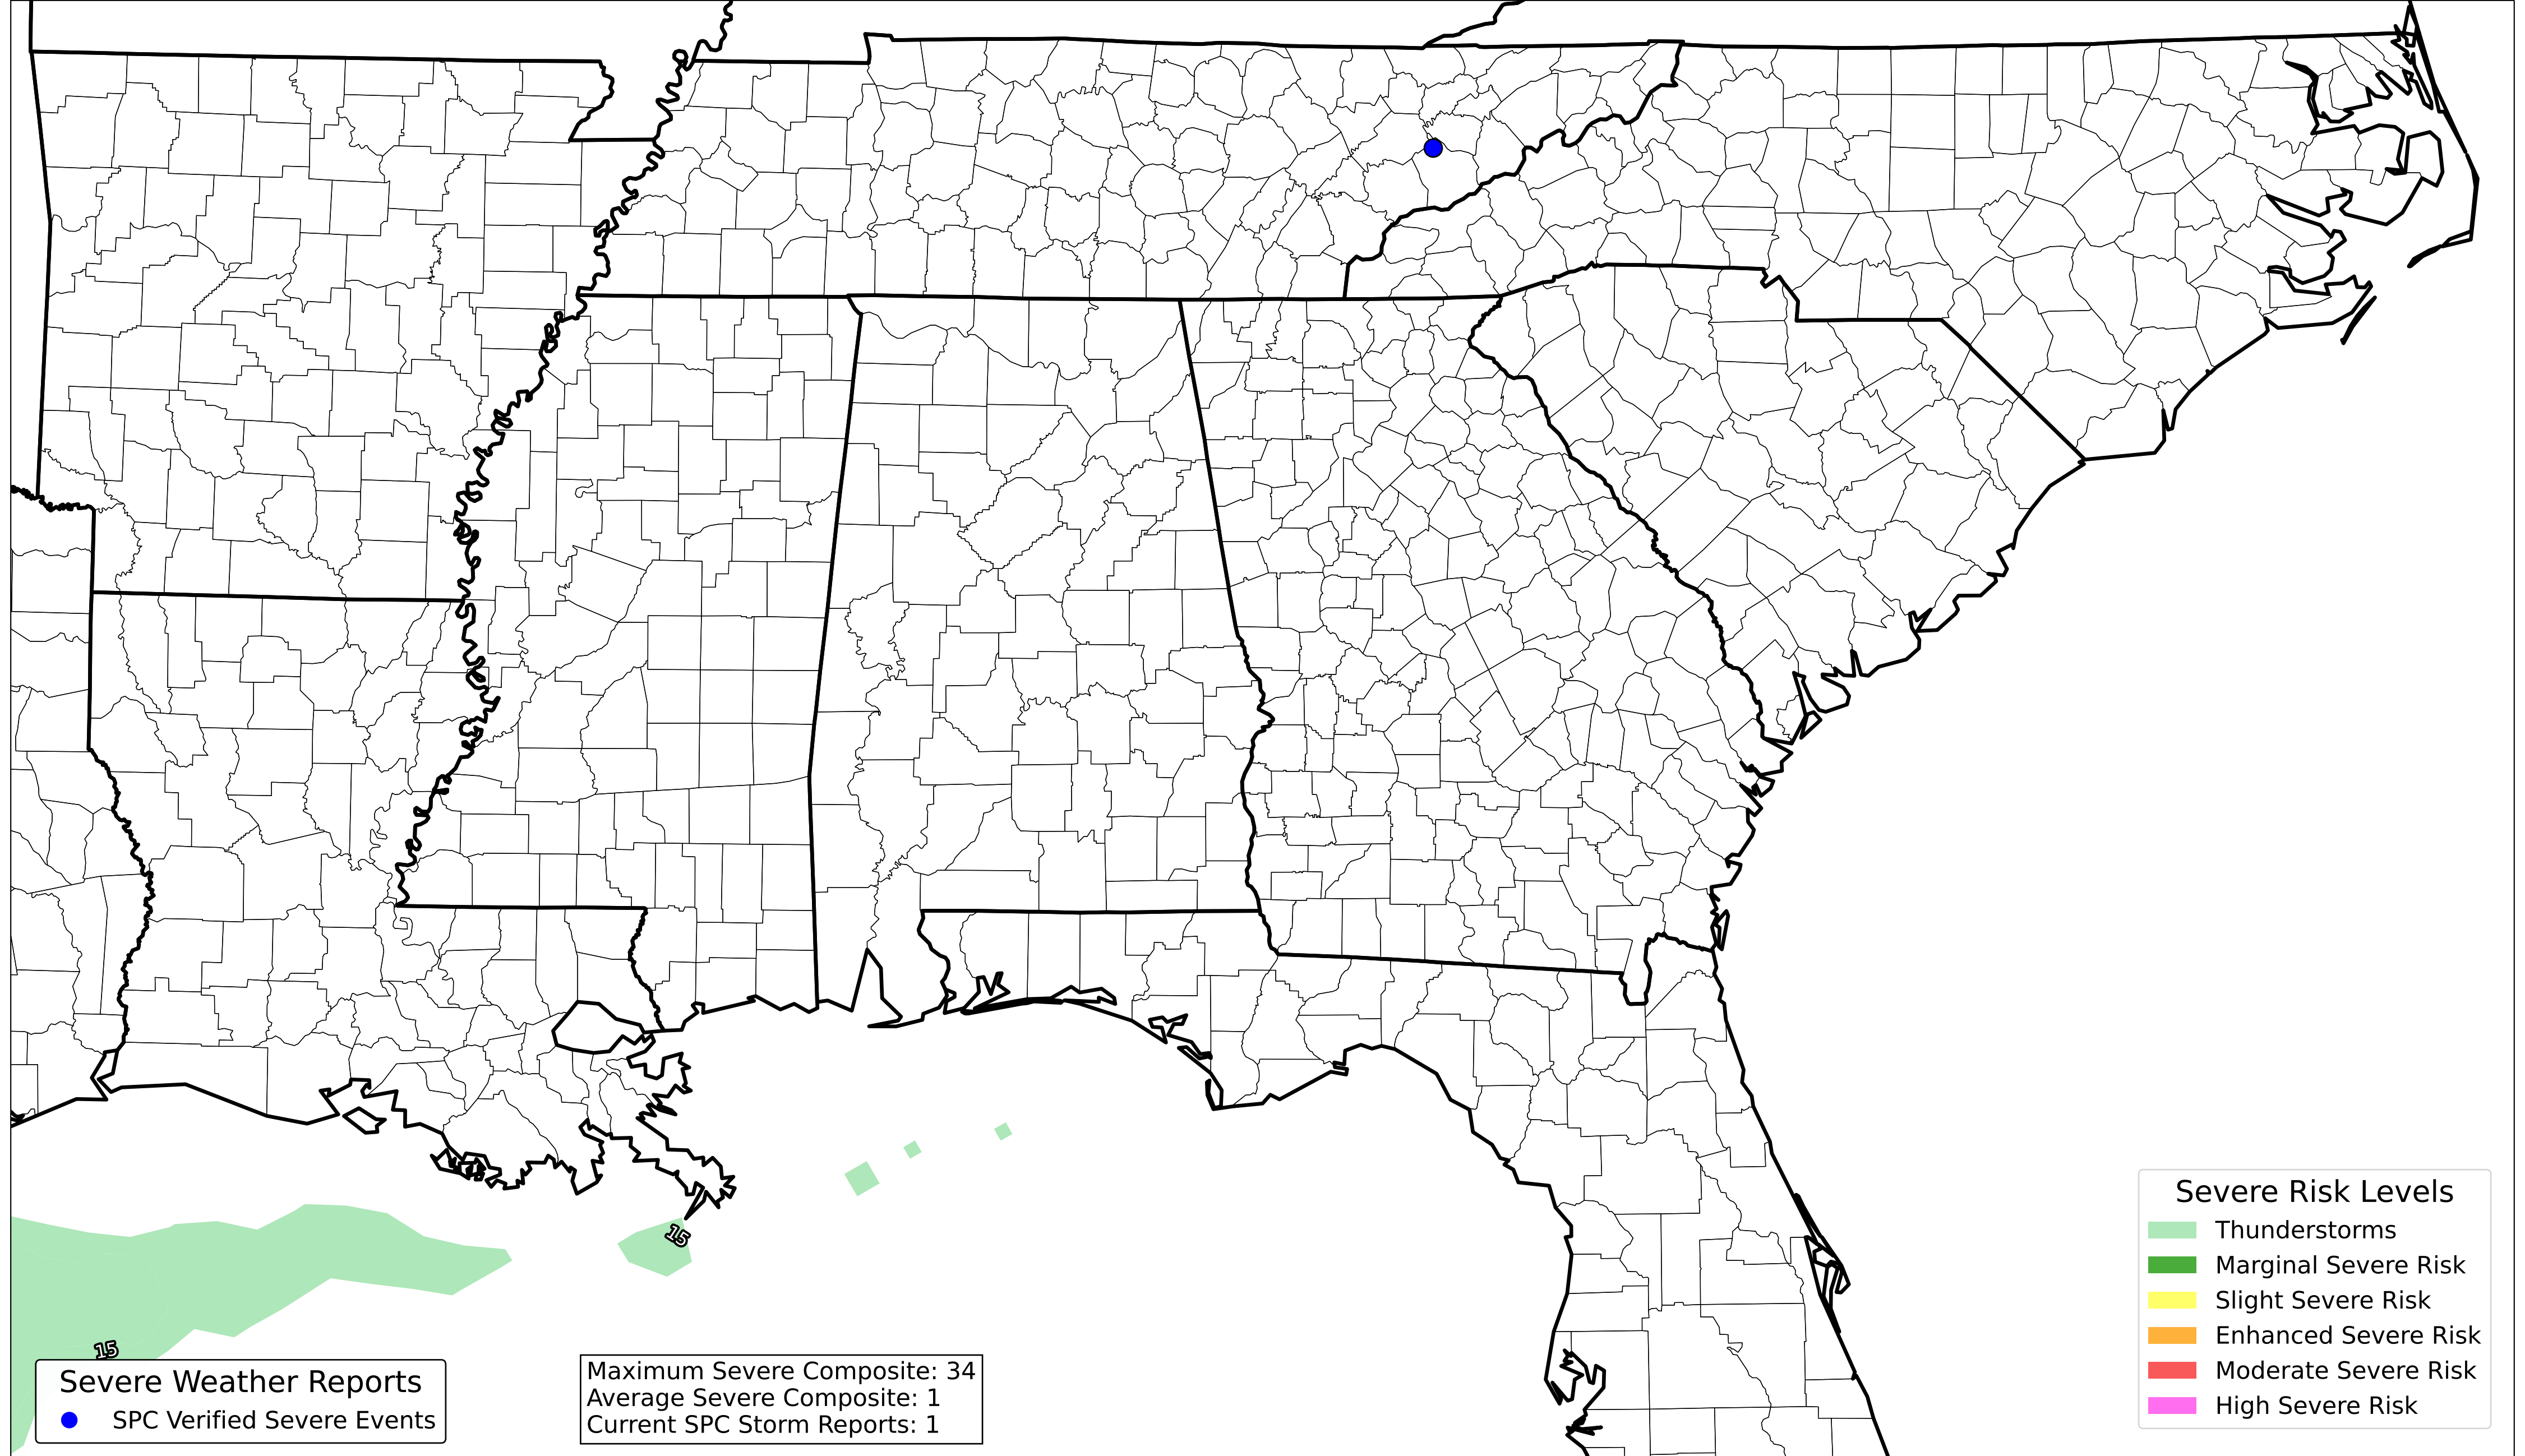 15
15
Severe Weather Reports
SPC Verified Severe Events
Maximum Severe Composite: 34
Average Severe Composite: 1
Current SPC Storm Reports: 1
Severe Risk Levels
Thunderstorms
Marginal Severe Risk
Slight Severe Risk
Enhanced Severe Risk
Moderate Severe Risk
High Severe Risk